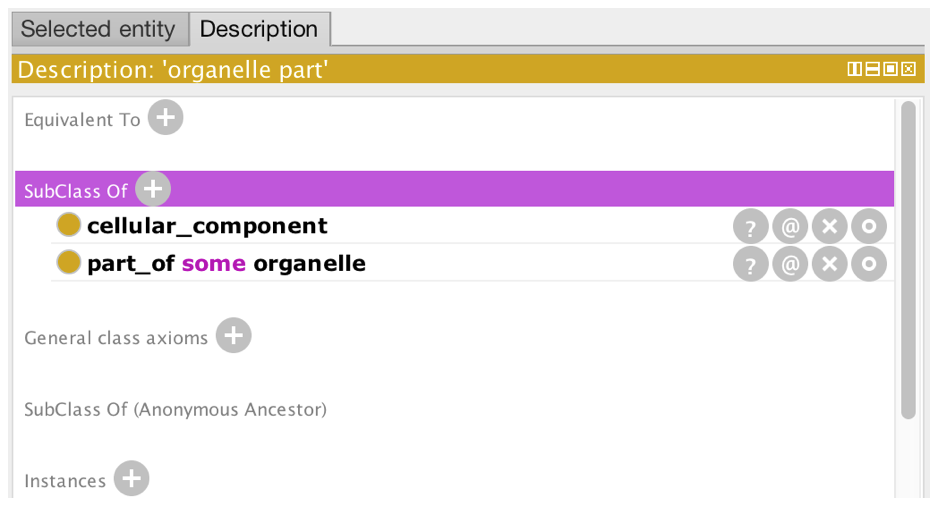 Selected entity Description
Description: 'organelle part'
Equivalent To
SubClass Of
cellular_component ? @
part_of some organelle ? @
General class axioms
SubClass Of (Anonymous Ancestor)
Instances